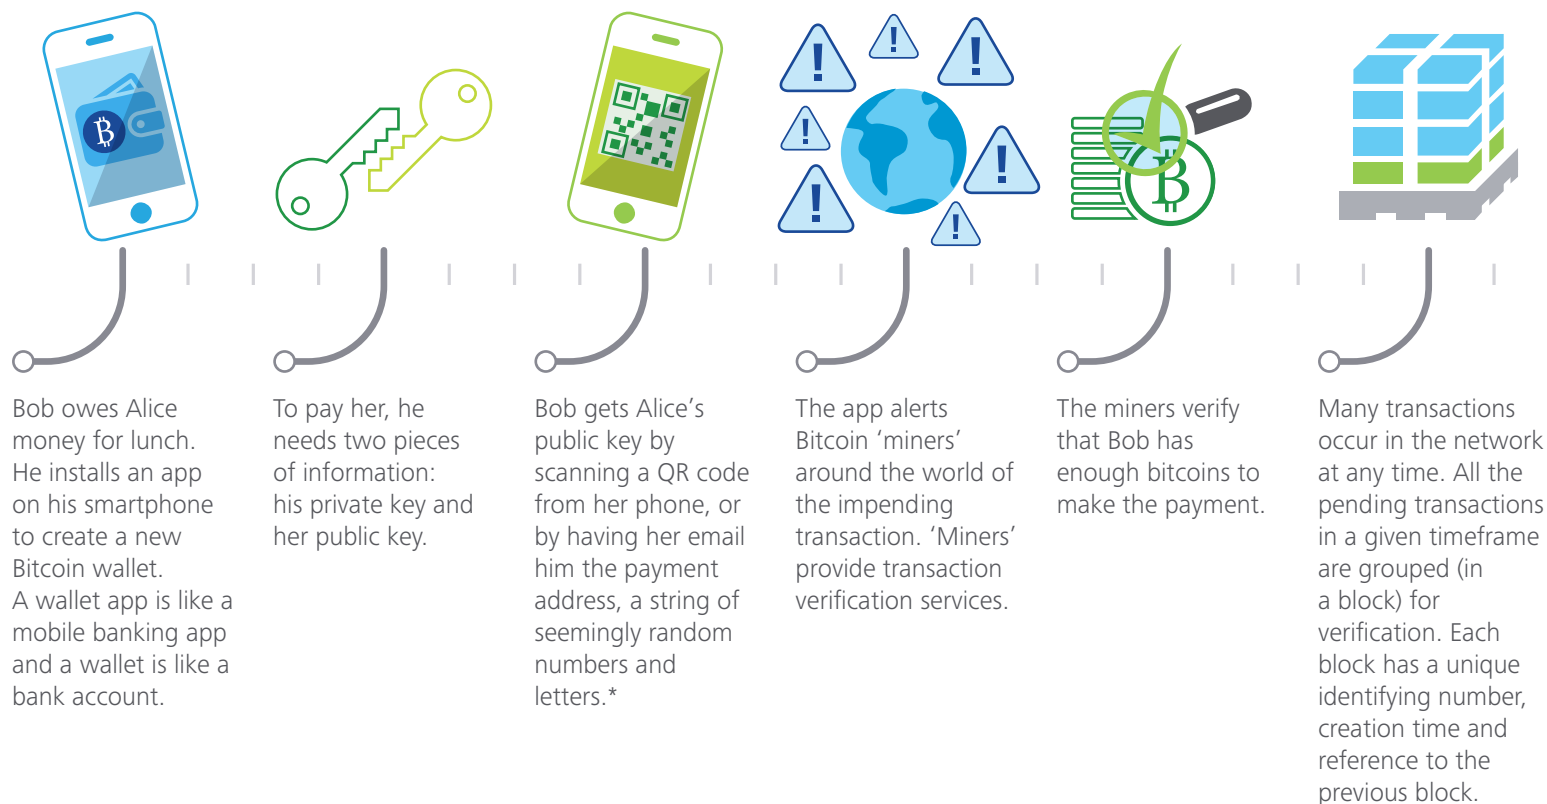 Bob owes Alice
money for lunch.
He installs an app
on his smartphone
to create a new
Bitcoin wallet.
A wallet app is like a
mobile banking app
and a wallet is like a
bank account.
To pay her, he
needs two pieces
of information:
his private key and
her public key.
Bob gets Alice’s
public key by
scanning a QR code
from her phone, or
by having her email
him the payment
address, a string of
seemingly random
numbers and
letters.*
The app alerts
Bitcoin ‘miners’
around the world of
the impending
transaction. ‘Miners’
provide transaction
verification services.
The miners verify
that Bob has
enough bitcoins to
make the payment.
Many transactions
occur in the network
at any time. All the
pending transactions
in a given timeframe
are grouped (in
a block) for
verification. Each
block has a unique
identifying number,
creation time and
reference to the
previous block.